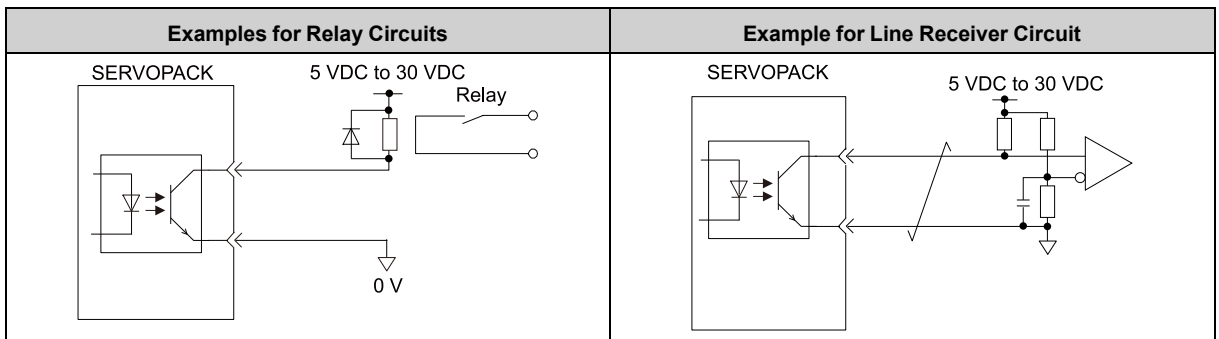 Examples for Relay Circuits
Example for Line Receiver Circuit
SERVOPACK
5 VDC to 30 VDC
Relay
0 V
SERVOPACK
5 VDC to 30 VDC